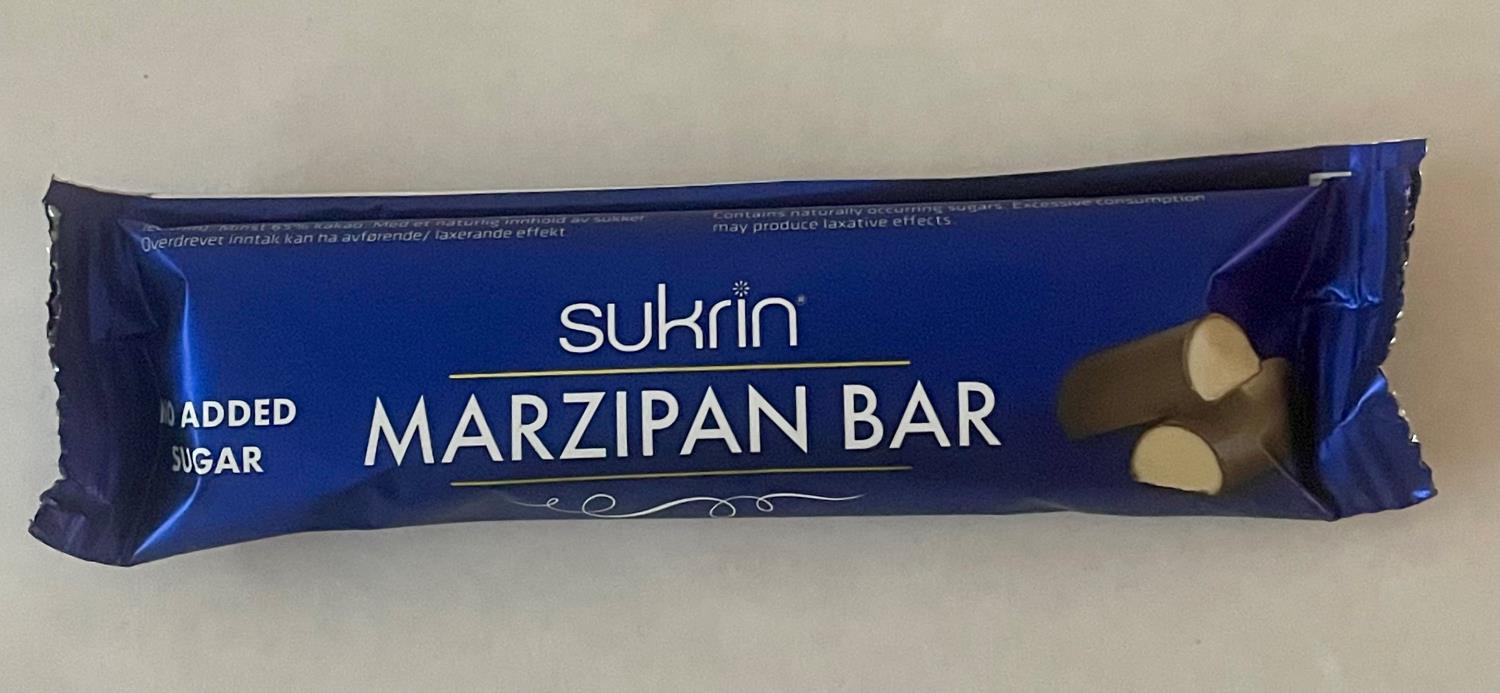 Minst 65 % kakao. Med et naturlig innhold av sukker.
Overdrevet inntak kan ha avførende/ laxerande effekt.
Contains naturally occurring sugars. Excessive consumption
may produce laxative effects.
sukrin®
MARZIPAN BAR
NO ADDED
SUGAR